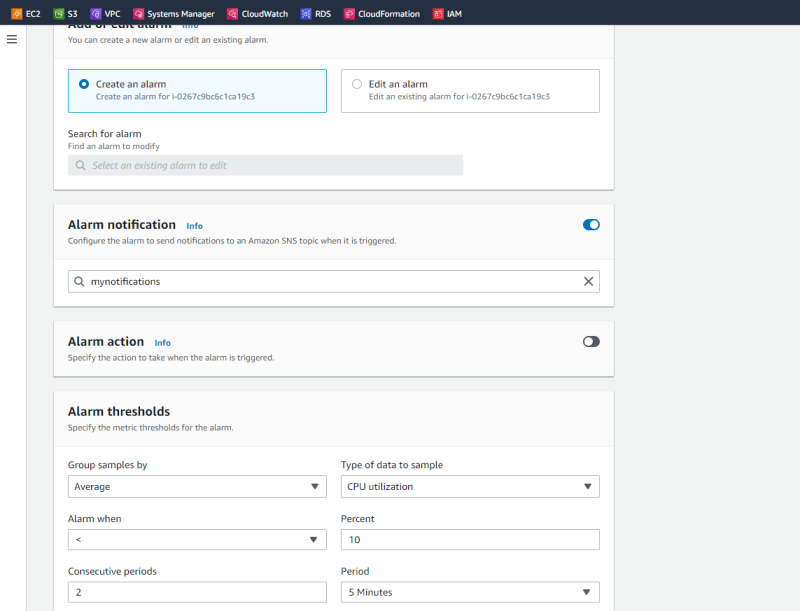 EC2 S3 VPC Systems Manager CloudWatch RDS CloudFormation IAM
Add or edit alarm Info
You can create a new alarm or edit an existing alarm.
Create an alarm
Create an alarm for i-0267c9bc6c1ca19c3
Edit an alarm
Edit an existing alarm for i-0267c9bc6c1ca19c3
Search for alarm
Find an alarm to modify
Select an existing alarm to edit
Alarm notification Info
Configure the alarm to send notifications to an Amazon SNS topic when it is triggered.
mynotifications
Alarm action Info
Specify the action to take when the alarm is triggered.
Alarm thresholds
Specify the metric thresholds for the alarm.
Group samples by
Average
Type of data to sample
CPU utilization
Alarm when
<
Percent
10
Consecutive periods
2
Period
5 Minutes